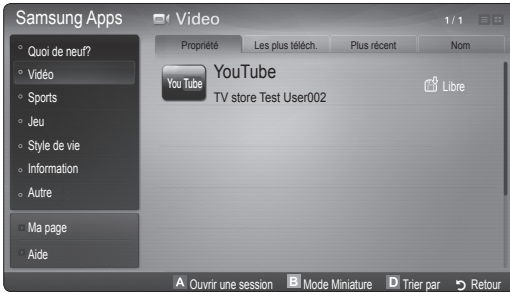 Samsung Apps
Video
1/1
Quoi de neuf?
Vidéo
Sports
Jeu
Style de vie
Information
Autre
Ma page
Aide
Propriété
Les plus téléch.
Plus récent
Nom
You Tube
YouTube
TV store Test User002
Libre
A Ouvrir une session
B Mode Miniature
D Trier par
Retour